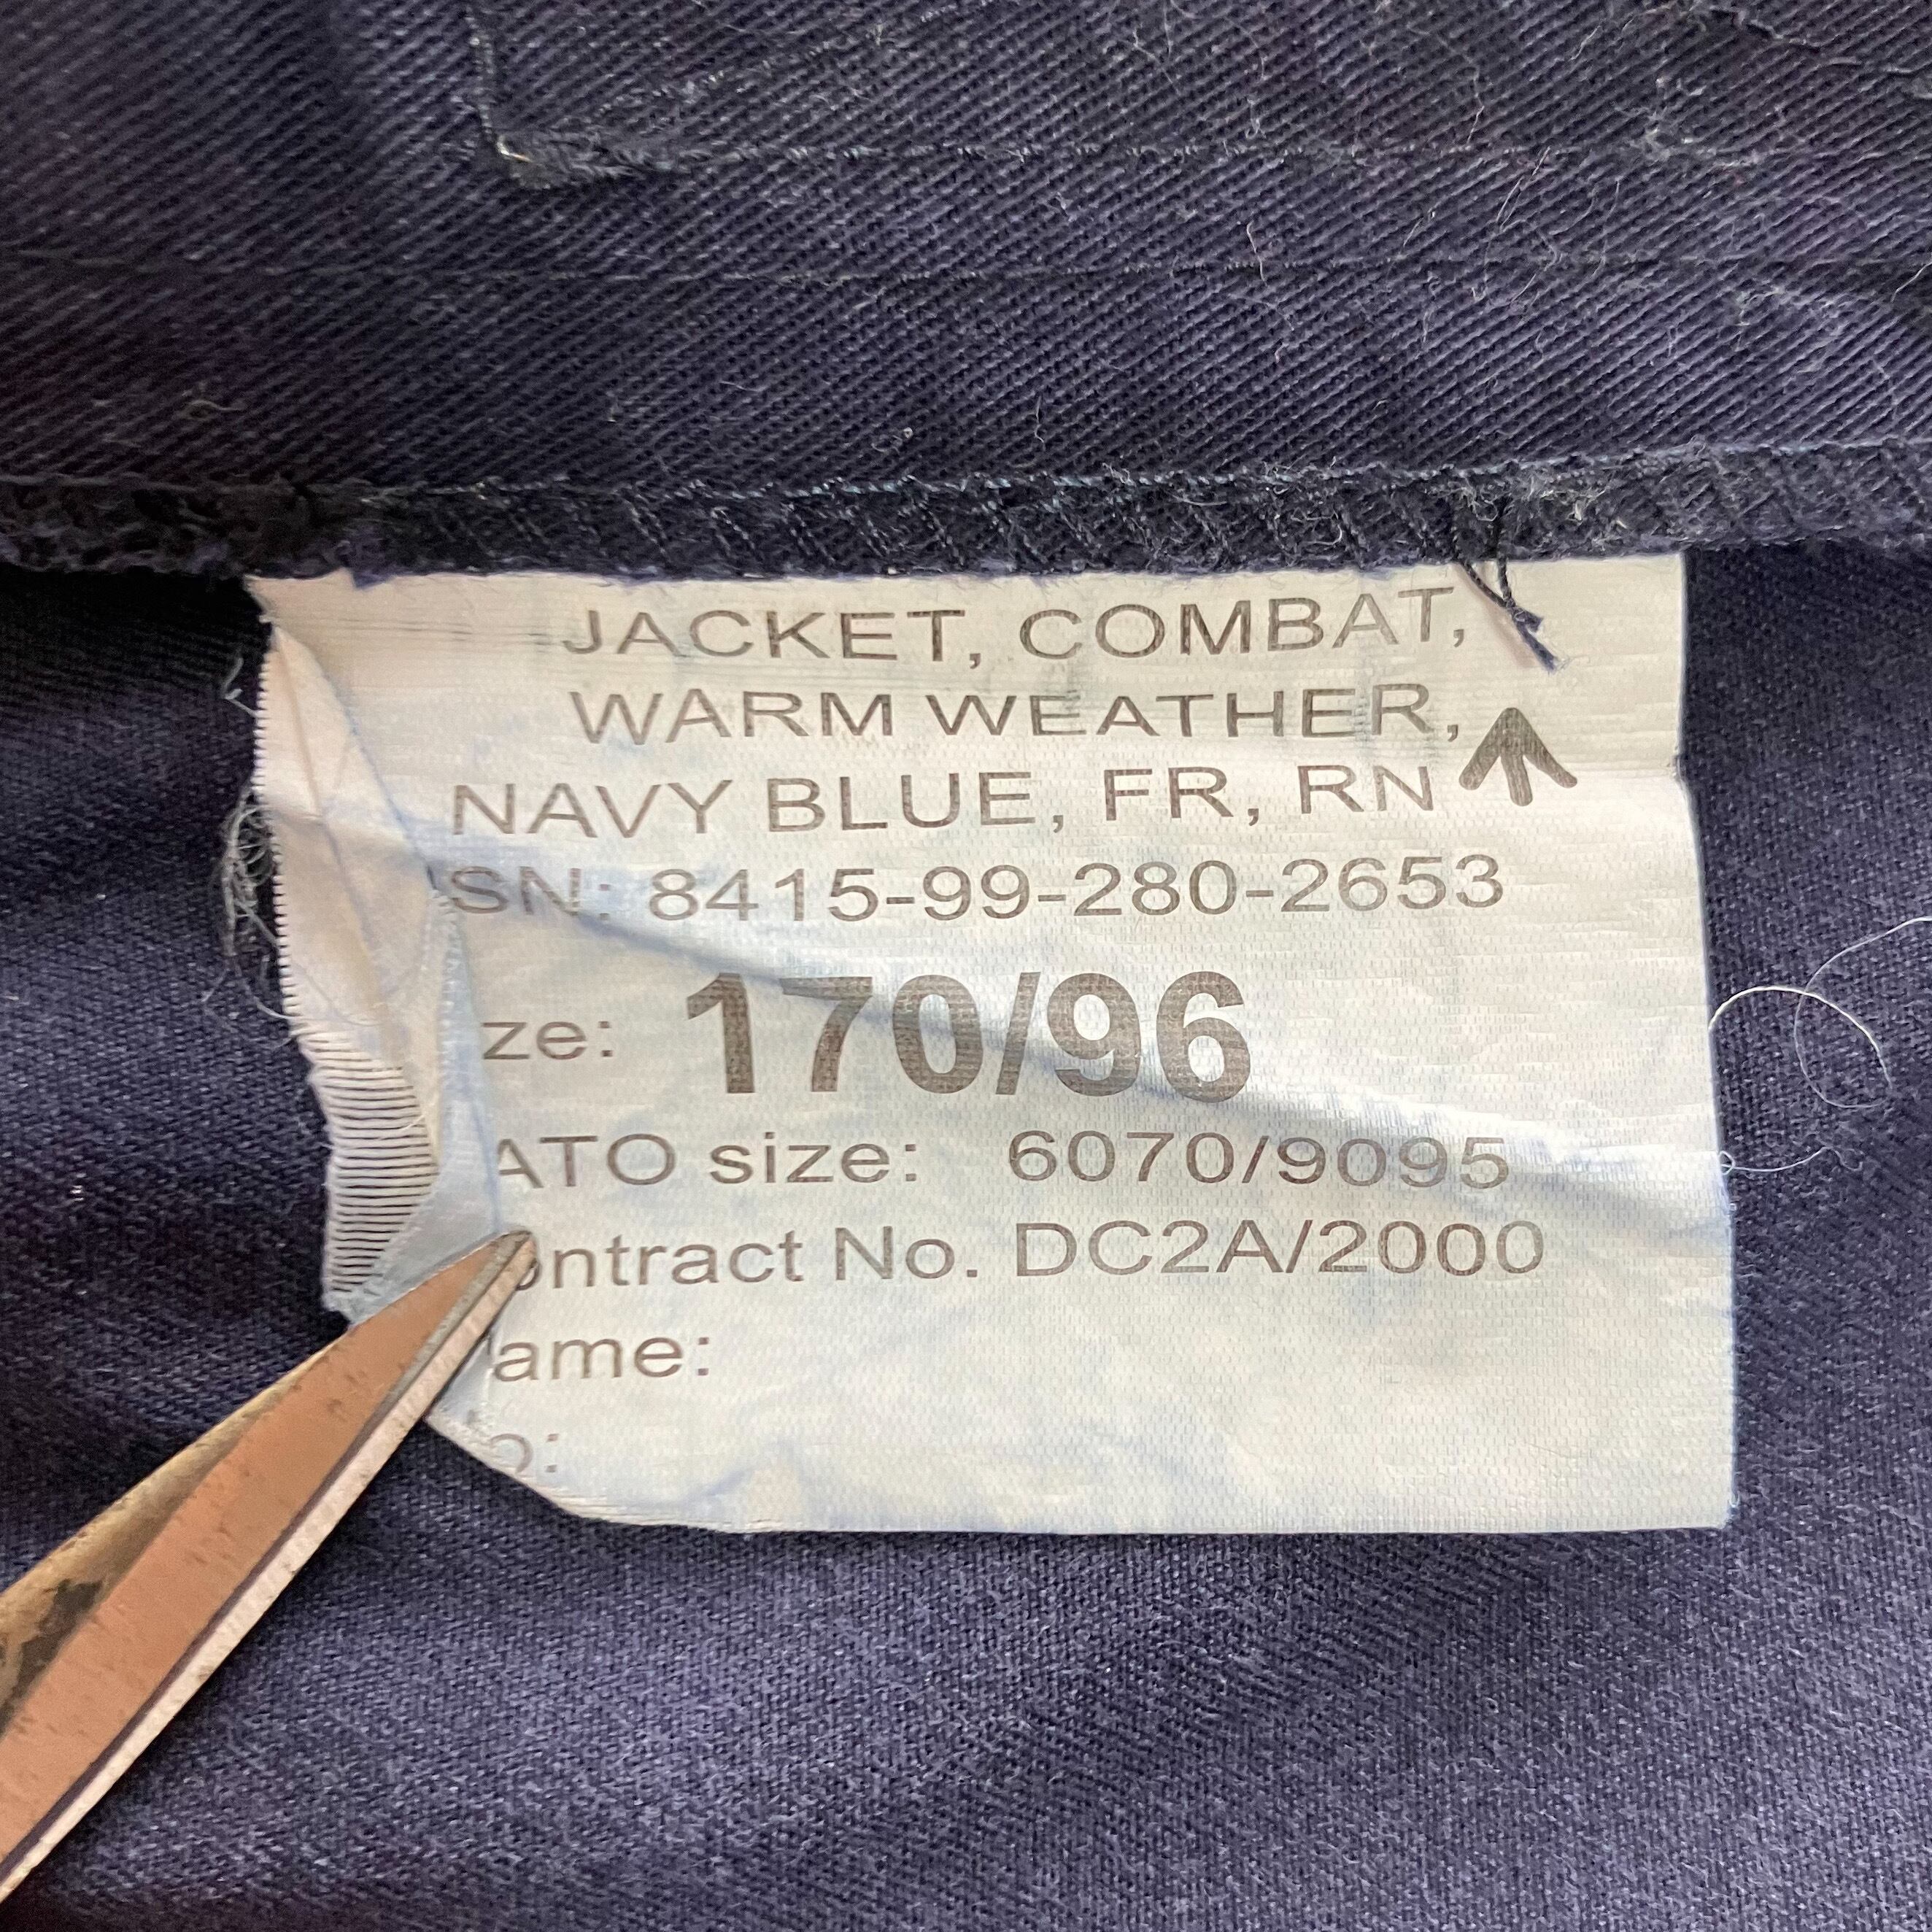 JACKET, COMBAT,
WARM WEATHER,
NAVY BLUE, FR, RN
SN: 8415-99-280-2653
ze: 170/96
ATO size: 6070/9095
ontract No. DC2A/2000
ame:
o: